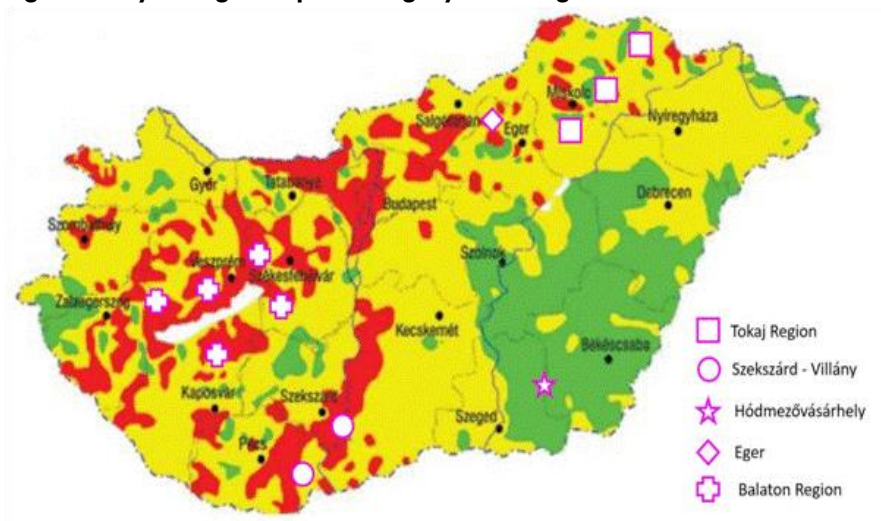 Salgótarján
Miskolc
Eger
Nyíregyháza
Győr
Tatabánya
Budapest
Debrecen
Szombathely
Veszprém
Székesfehérvár
Szolnok
Zalaegerszeg
Kecskemét
Békéscsaba
Kaposvár
Szekszárd
Szeged
Pécs
Tokaj Region
Szekszárd - Villány
Hódmezővásárhely
Eger
Balaton Region